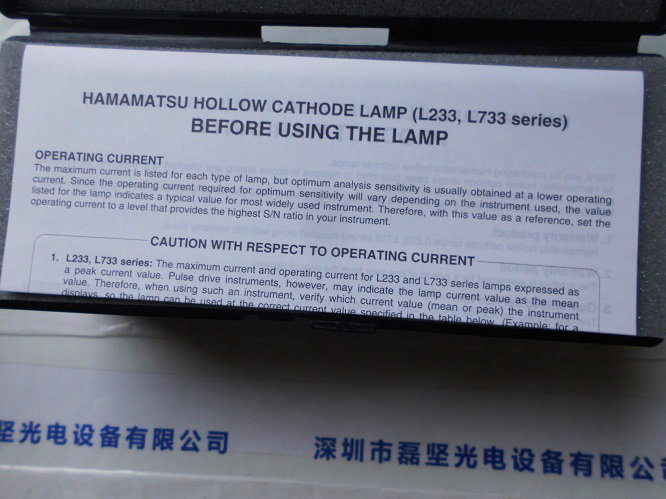 HAMAMATSU HOLLOW CATHODE LAMP (L233, L733 series)
BEFORE USING THE LAMP
OPERATING CURRENT
The maximum current is listed for each type of lamp, but optimum analysis sensitivity is usually obtained at a lower operating
current. Since the operating current required for optimum sensitivity will vary depending on the instrument used, the value
listed for the lamp indicates a typical value for most widely used instrument. Therefore, with this value as a reference, set the
operating current to a level that provides the highest S/N ratio in your instrument.
CAUTION WITH RESPECT TO OPERATING CURRENT
1. L233, L733 series: The maximum current and operating current for L233 and L733 series lamps expressed as
a peak current value. Pulse drive instruments, however, may indicate the lamp current value as the mean
value. Therefore, when using such an instrument, verify which current value (mean or peak) the instrument
displays, so the lamp can be used at the correct current value specified in the table below. (Example: for a
坚光电设备有限公司
深圳市磊坚光电设备有限公司